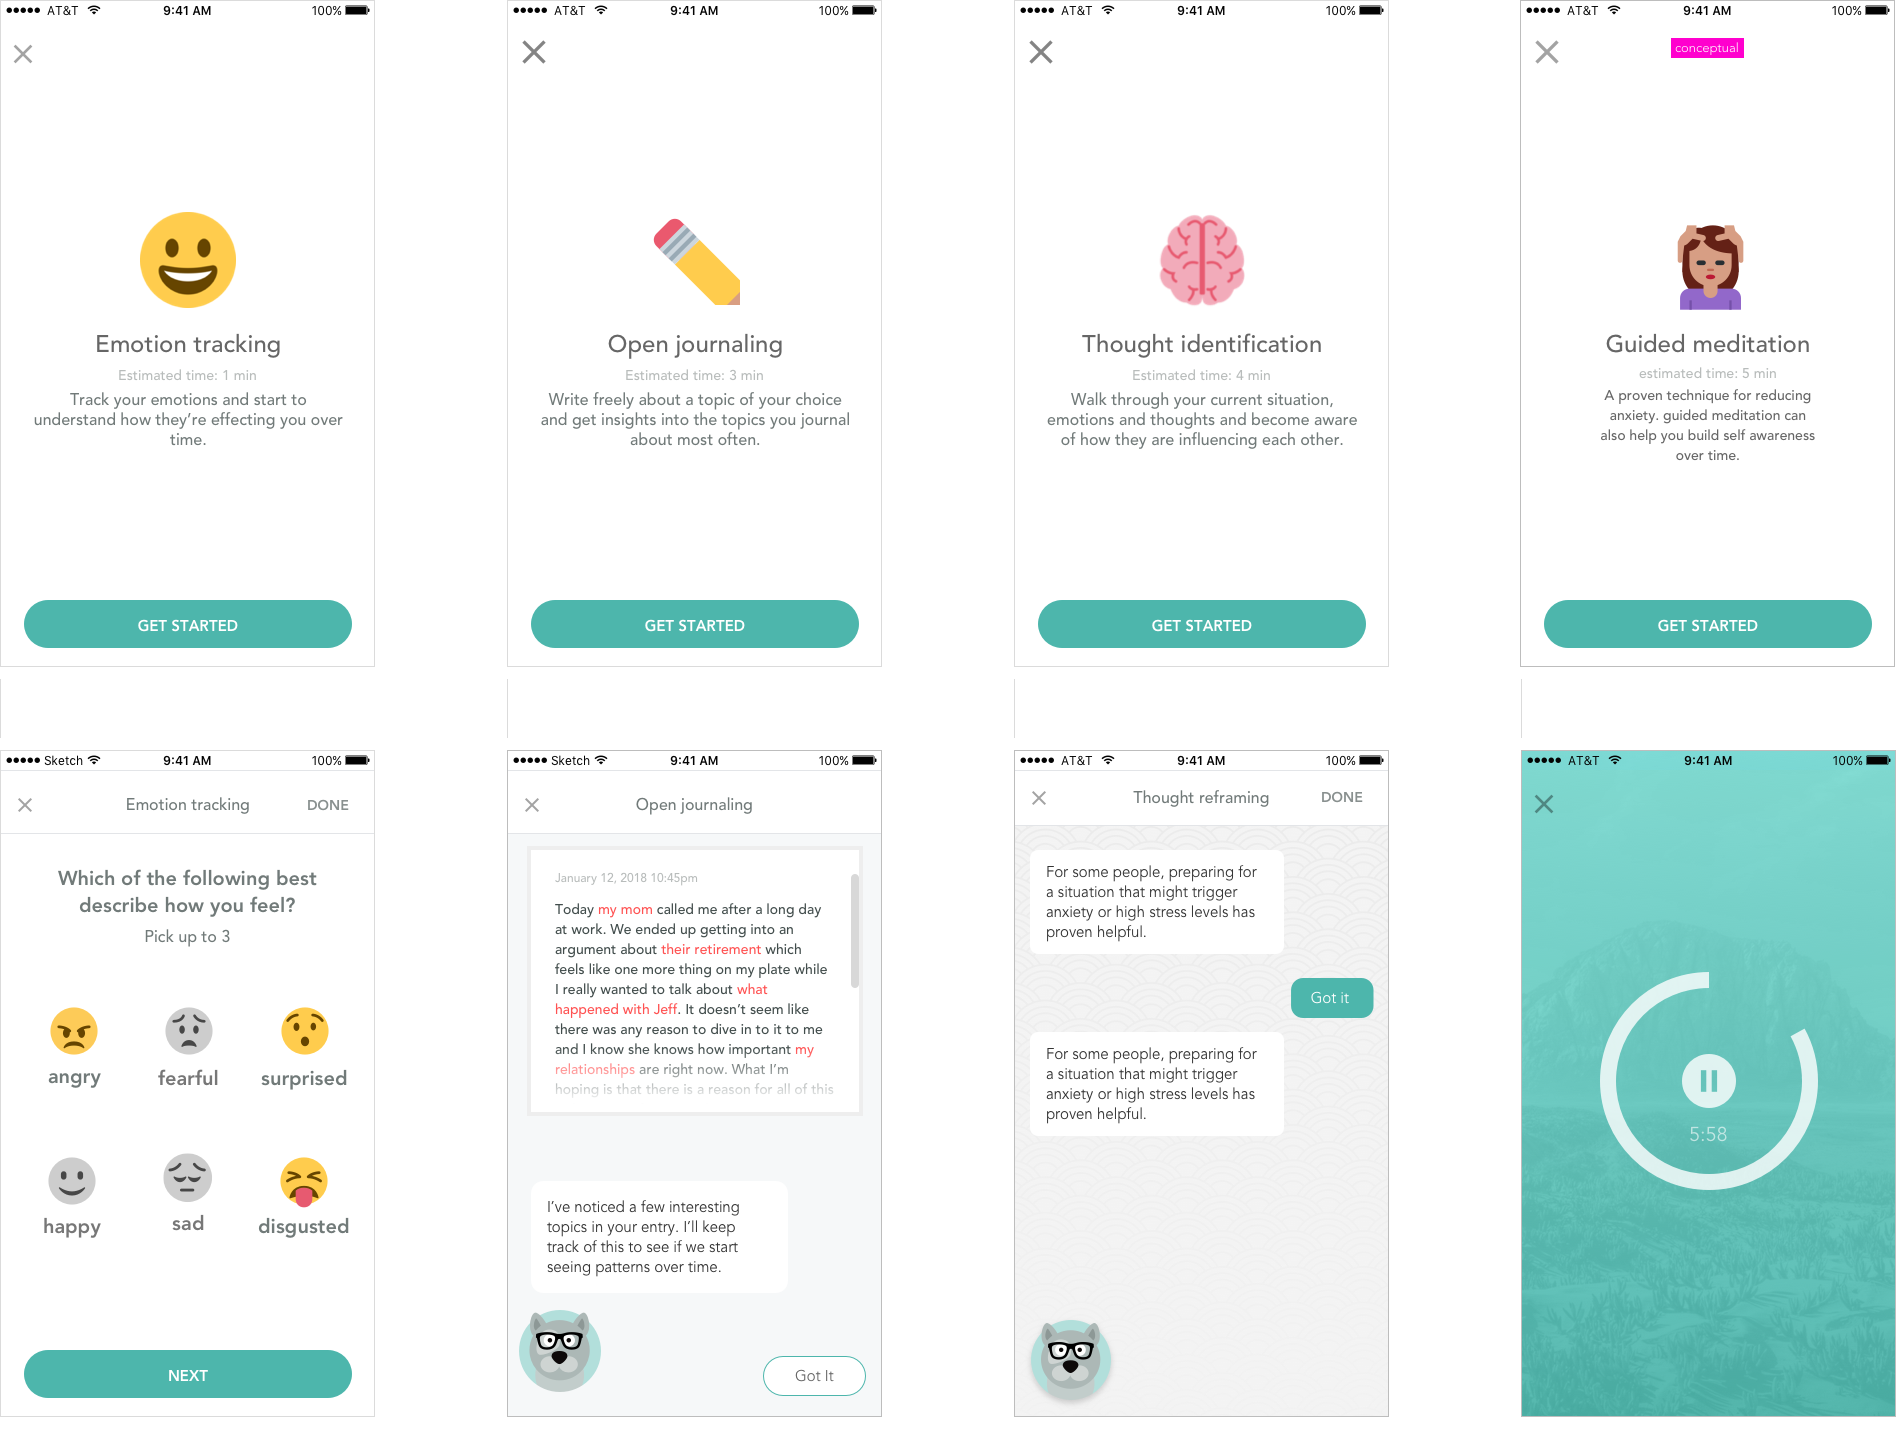 AT&T 9:41 AM 100%
Emotion tracking
Estimated time: 1 min
Track your emotions and start to
understand how they're effecting you over
time.
GET STARTED
AT&T 9:41 AM 100%
Open journaling
Estimated time: 3 min
Write freely about a topic of your choice
and get insights into the topics you journal
about most often.
GET STARTED
AT&T 9:41 AM 100%
Thought identification
Estimated time: 4 min
Walk through your current situation,
emotions and thoughts and become aware
of how they are influencing each other.
GET STARTED
AT&T 9:41 AM 100%
conceptual
Guided meditation
estimated time: 5 min
A proven technique for reducing
anxiety. guided meditation can
also help you build self awareness
over time.
GET STARTED
Sketch 9:41 AM 100%
Emotion tracking DONE
Which of the following best
describe how you feel?
Pick up to 3
angry fearful surprised
happy sad disgusted
NEXT
Sketch 9:41 AM 100%
Open journaling
January 12, 2018 10:45pm
Today my mom called me after a long day
at work. We ended up getting into an
argument about their retirement which
feels like one more thing on my plate while
I really wanted to talk about what
happened with Jeff. It doesn't seem like
there was any reason to dive in to it to me
and I know she knows how important my
relationships are right now. What I'm
hoping is that there is a reason for all of this
I've noticed a few interesting
topics in your entry. I'll keep
track of this to see if we start
seeing patterns over time.
Got It
AT&T 9:41 AM 100%
Thought reframing DONE
For some people, preparing for
a situation that might trigger
anxiety or high stress levels has
proven helpful.
Got it
For some people, preparing for
a situation that might trigger
anxiety or high stress levels has
proven helpful.
AT&T 9:41 AM 100%
5:58